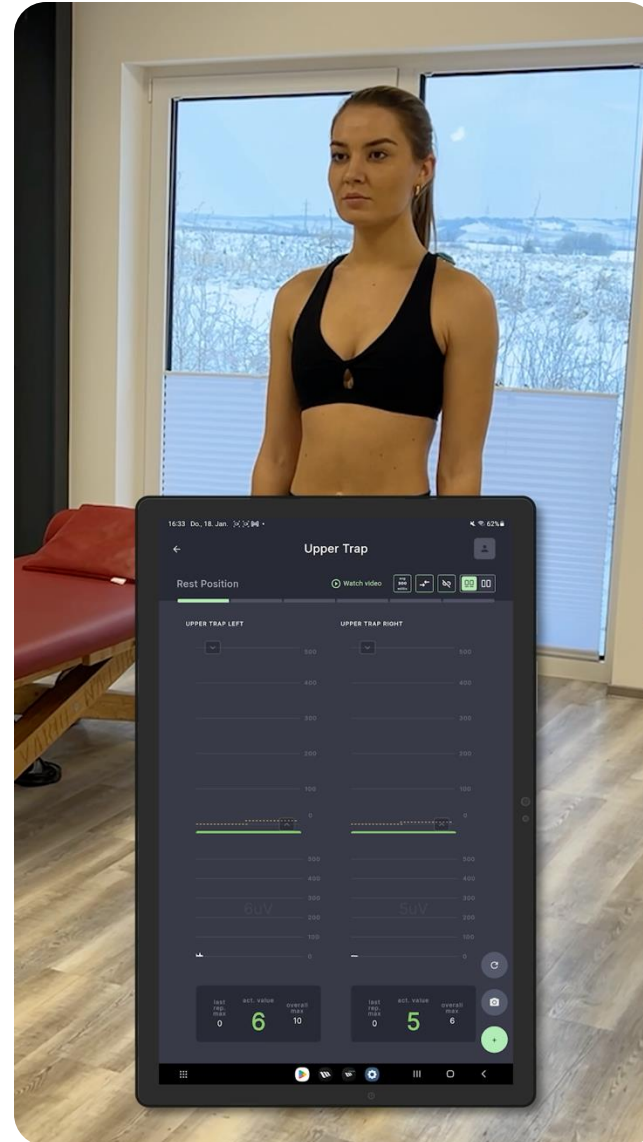 16:33 Do., 18. Jan.
62%
Upper Trap
Rest Position
Watch video
UPPER TRAP LEFT
UPPER TRAP RIGHT
500
500
400
400
300
300
200
200
100
100
0
0
500
500
400
400
300
300
6uV
5uV
200
200
100
100
0
0
last rep. max
act. value
overall max
0
6
10
last rep. max
act. value
overall max
0
5
6